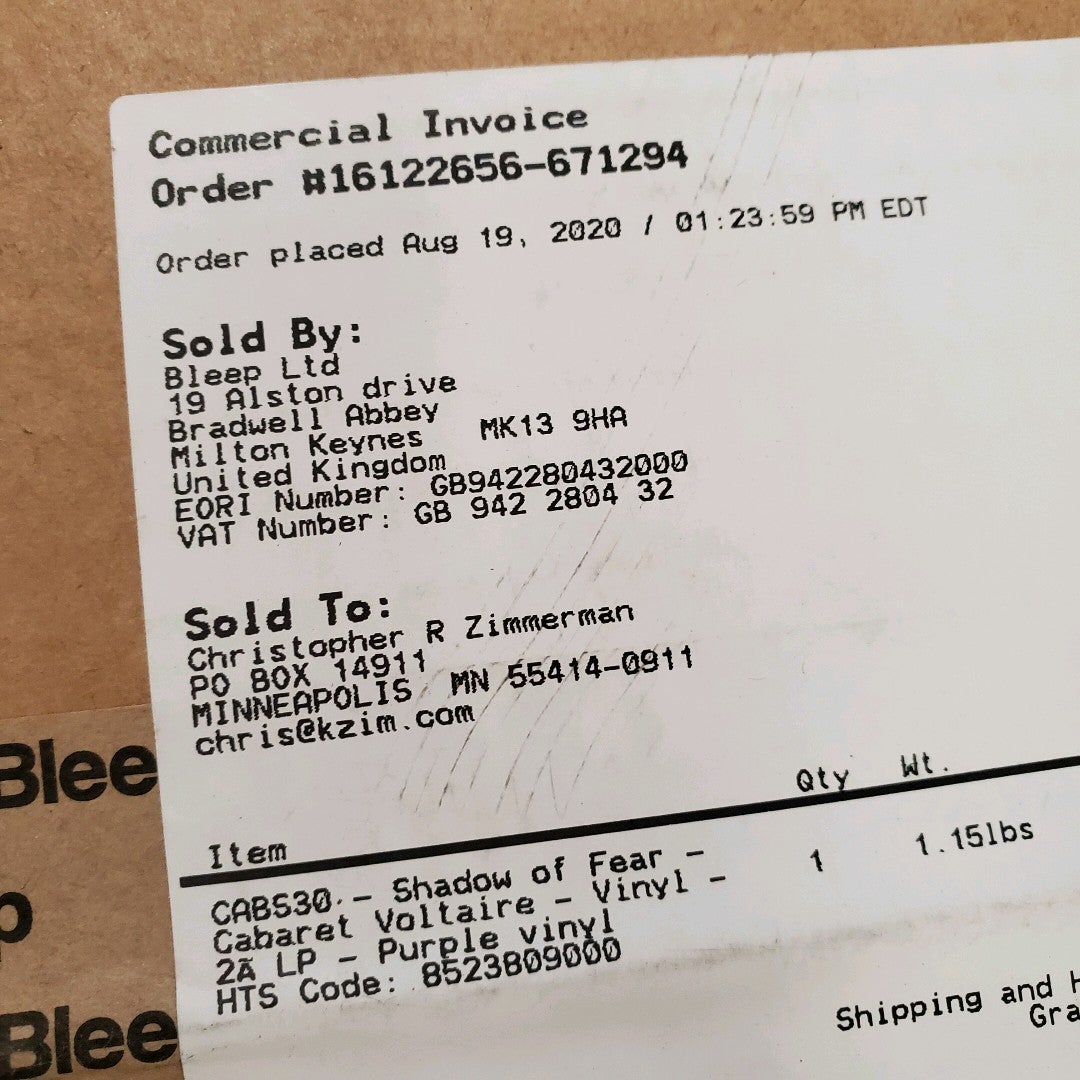 Commercial Invoice
Order #16122656-671294
Order placed Aug 19, 2020 / 01:23:59 PM EDT
Sold By:
Bleep Ltd
19 Alston drive
Bradwell Abbey
Milton Keynes MK13 9HA
United Kingdom
EORI Number: GB942280432000
VAT Number: GB 942 2804 32
Sold To:
Christopher R Zimmerman
PO BOX 14911
MINNEAPOLIS MN 55414-0911
chris@kzim.com
Item Qty Wt.
CABS30 - Shadow of Fear - 1 1.15lbs
Cabaret Voltaire - Vinyl -
2Ã LP - Purple vinyl
HTS Code: 8523809000
Shipping and H
Gra
Blee
p
Blee